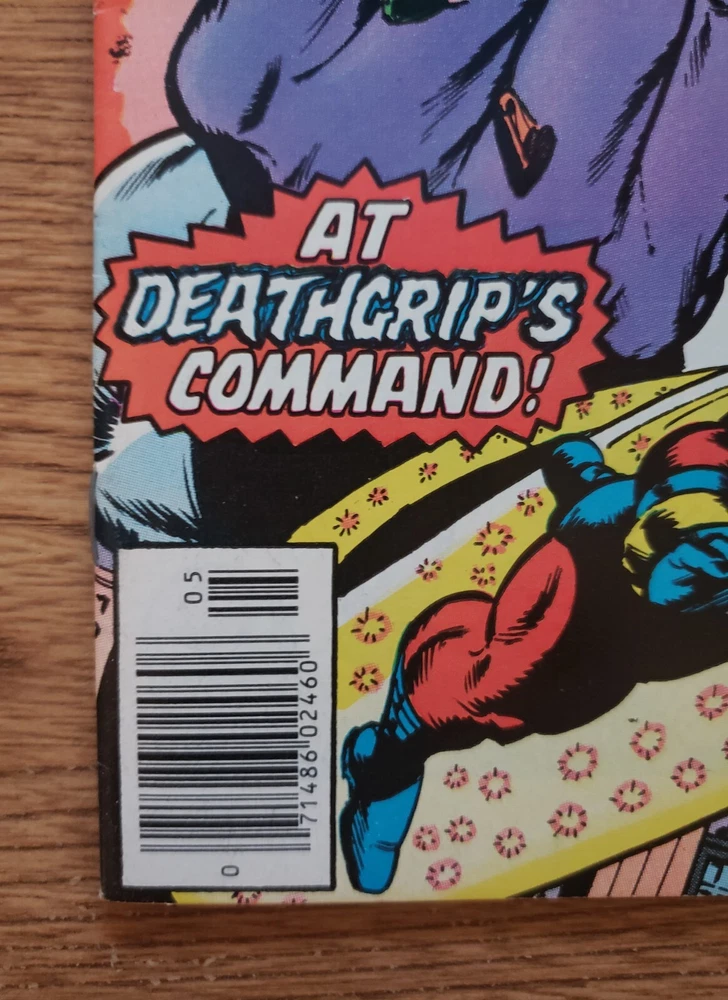 AT
DEATHGRIP'S
COMMAND!
05
0 71486 02460